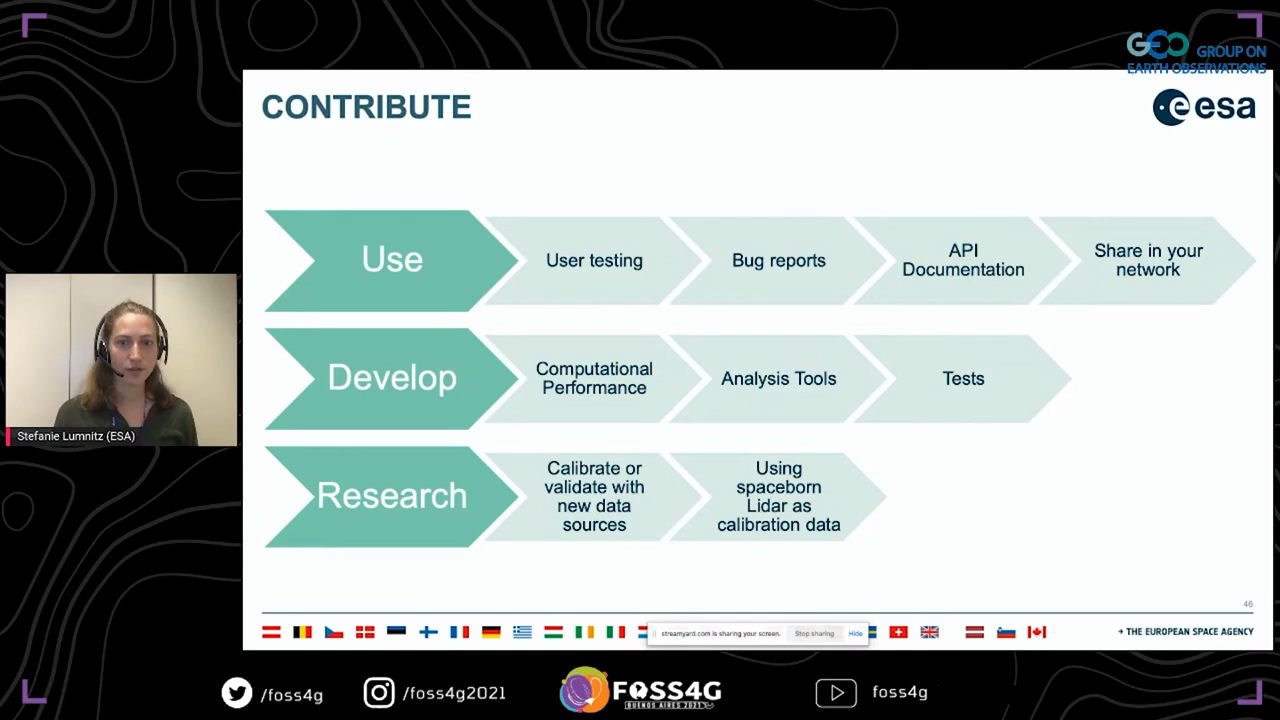 GEO GROUP ON
EARTH OBSERVATIONS
CONTRIBUTE
esa
Use
User testing
Bug reports
API
Documentation
Share in your
network
Develop
Computational
Performance
Analysis Tools
Tests
Research
Calibrate or
validate with
new data
sources
Using
spaceborn
Lidar as
calibration data
Stefanie Lumnitz (ESA)
46
streamyard.com is sharing your screen.
Stop sharing
Hide
→ THE EUROPEAN SPACE AGENCY
/foss4g
/foss4g2021
FOSS4G
BUENOS AIRES 2021
foss4g